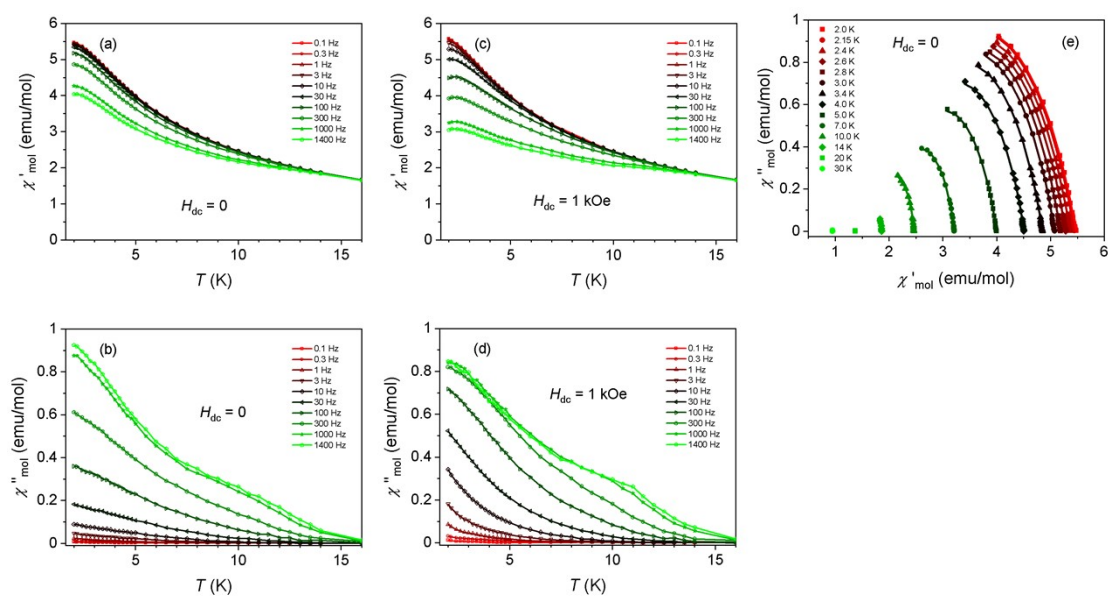 (a)
χ'mol (emu/mol)
6
5
4
3
2
1
0
0.1 Hz
0.3 Hz
1 Hz
3 Hz
10 Hz
30 Hz
100 Hz
300 Hz
1000 Hz
1400 Hz
Hdc = 0
5 10 15
T (K)
(c)
χ'mol (emu/mol)
6
5
4
3
2
1
0
0.1 Hz
0.3 Hz
1 Hz
3 Hz
10 Hz
30 Hz
100 Hz
300 Hz
1000 Hz
1400 Hz
Hdc = 1 kOe
5 10 15
T (K)
(e)
χ''mol (emu/mol)
1
0.8
0.6
0.4
0.2
0
2.0 K
2.15 K
2.4 K
2.6 K
2.8 K
3.0 K
3.4 K
4.0 K
5.0 K
7.0 K
10.0 K
14 K
20 K
30 K
Hdc = 0
1 2 3 4 5 6
χ'mol (emu/mol)
(b)
χ''mol (emu/mol)
1
0.8
0.6
0.4
0.2
0
0.1 Hz
0.3 Hz
1 Hz
3 Hz
10 Hz
30 Hz
100 Hz
300 Hz
1000 Hz
1400 Hz
Hdc = 0
5 10 15
T (K)
(d)
χ''mol (emu/mol)
1
0.8
0.6
0.4
0.2
0
0.1 Hz
0.3 Hz
1 Hz
3 Hz
10 Hz
30 Hz
100 Hz
300 Hz
1000 Hz
1400 Hz
Hdc = 1 kOe
5 10 15
T (K)